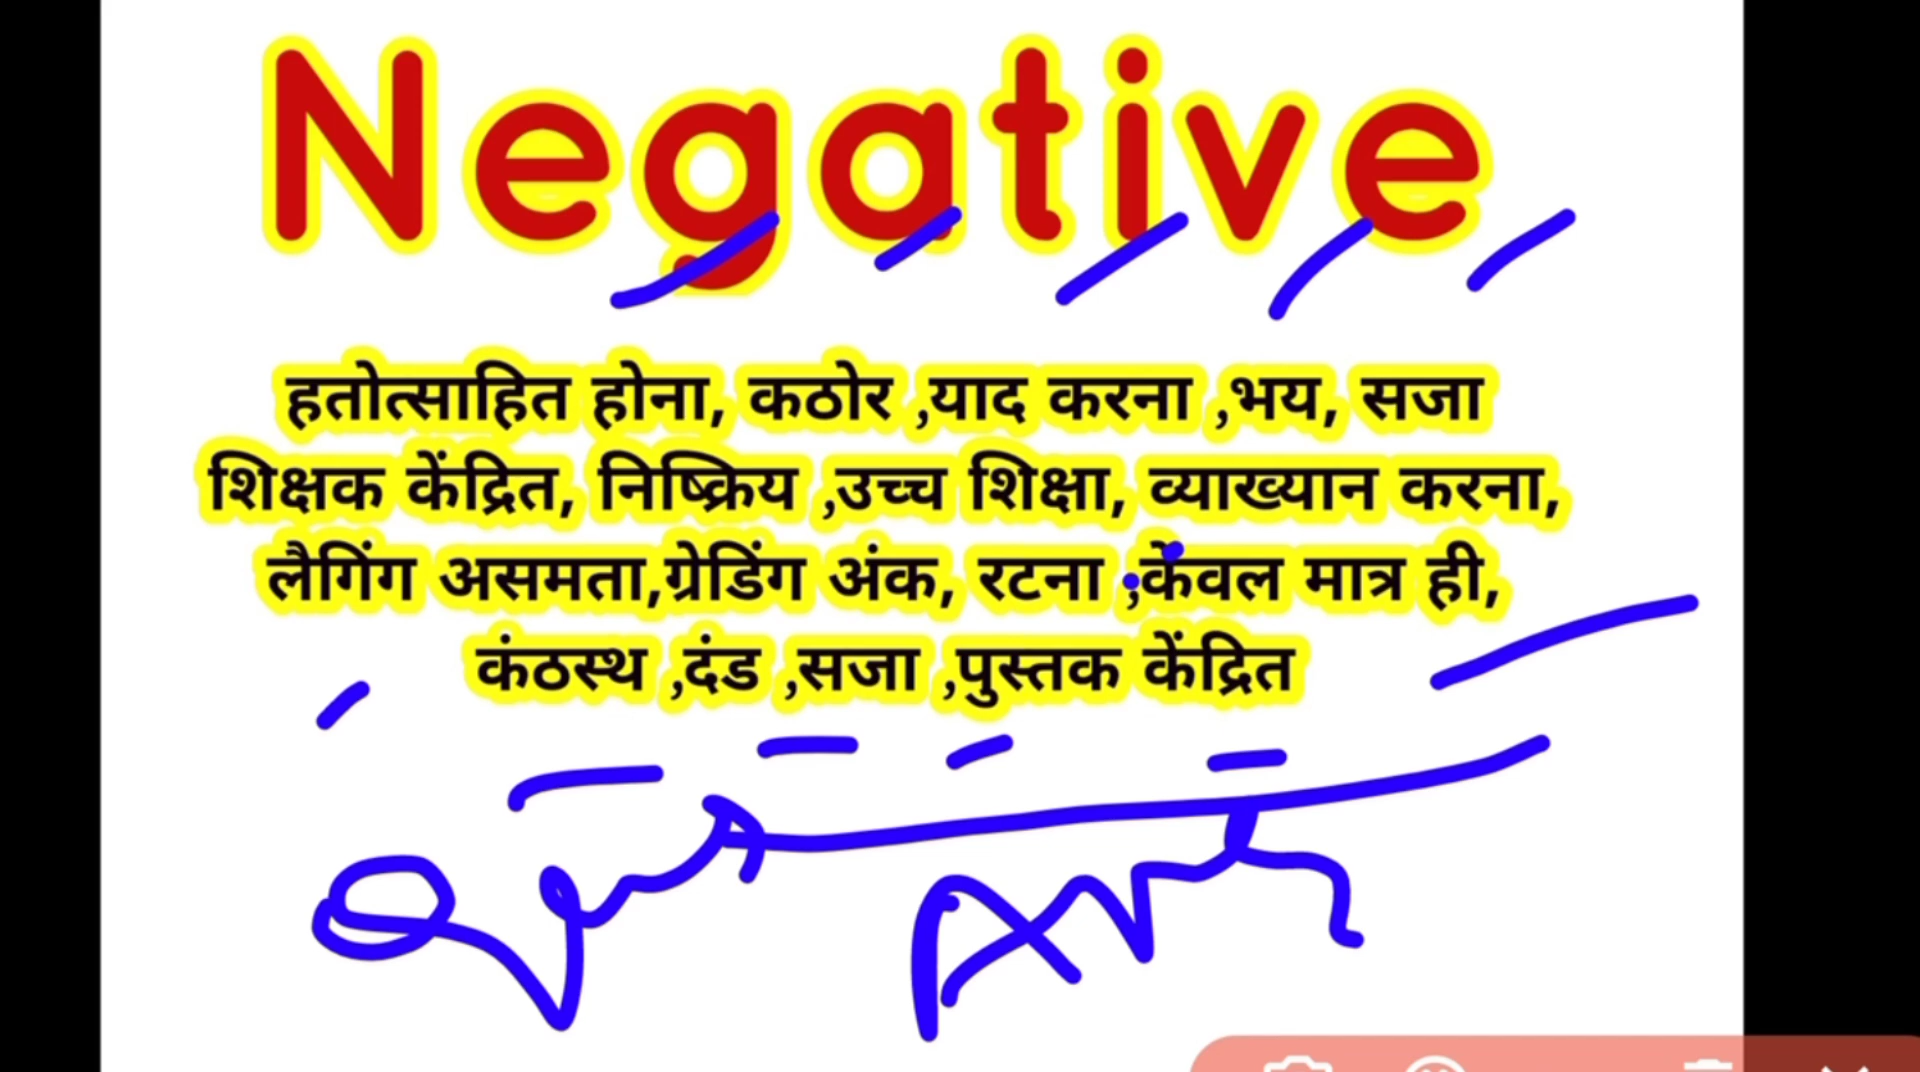 Negative
हतोत्साहित होना, कठोर ,याद करना ,भय, सजा
शिक्षक केंद्रित, निष्क्रिय ,उच्च शिक्षा, व्याख्यान करना,
लैगिंग असमता,ग्रेडिंग अंक, रटना ,केवल मात्र ही,
कंठस्थ ,दंड ,सजा ,पुस्तक केंद्रित